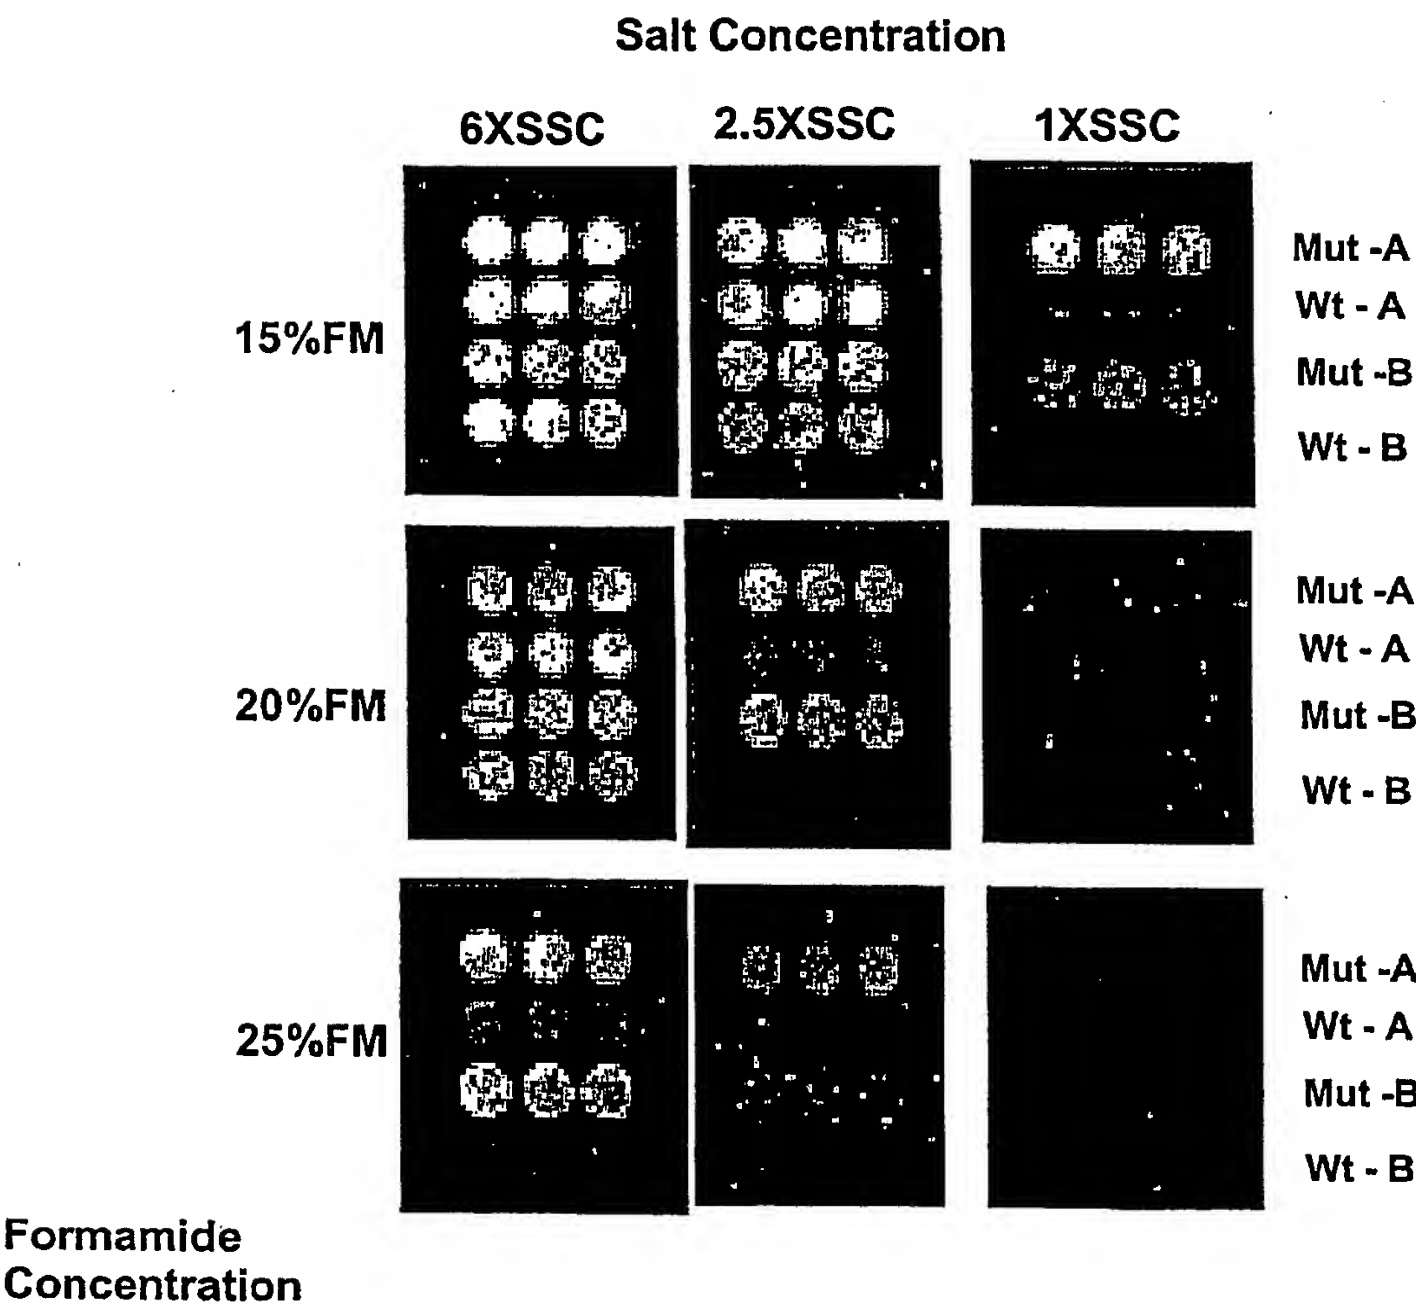 Salt Concentration
6XSSC
2.5XSSC
1XSSC
15%FM
Mut -A
Wt - A
Mut -B
Wt - B
20%FM
Mut -A
Wt - A
Mut -B
Wt - B
25%FM
Mut -A
Wt - A
Mut -B
Wt - B
Formamide
Concentration